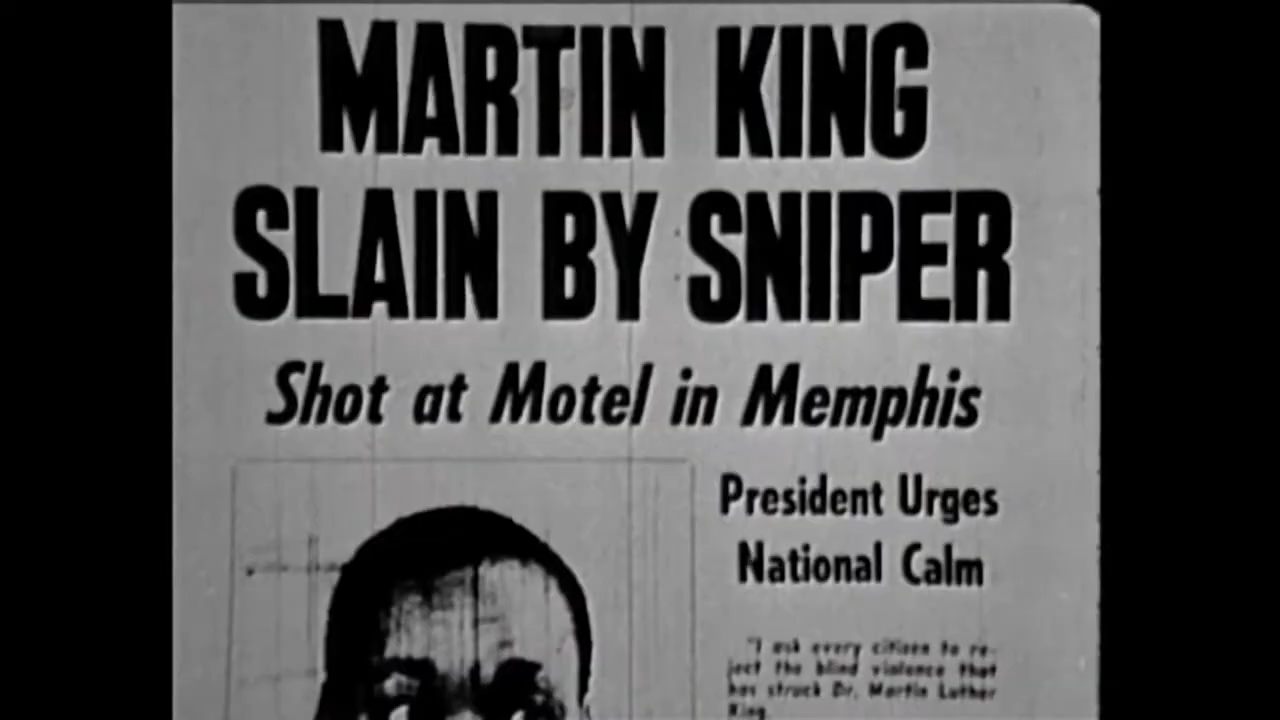 MARTIN KING
SLAIN BY SNIPER
Shot at Motel in Memphis
President Urges
National Calm
"I ask every citizen to re-
ject the blind violence that
has struck Dr. Martin Luther
King.